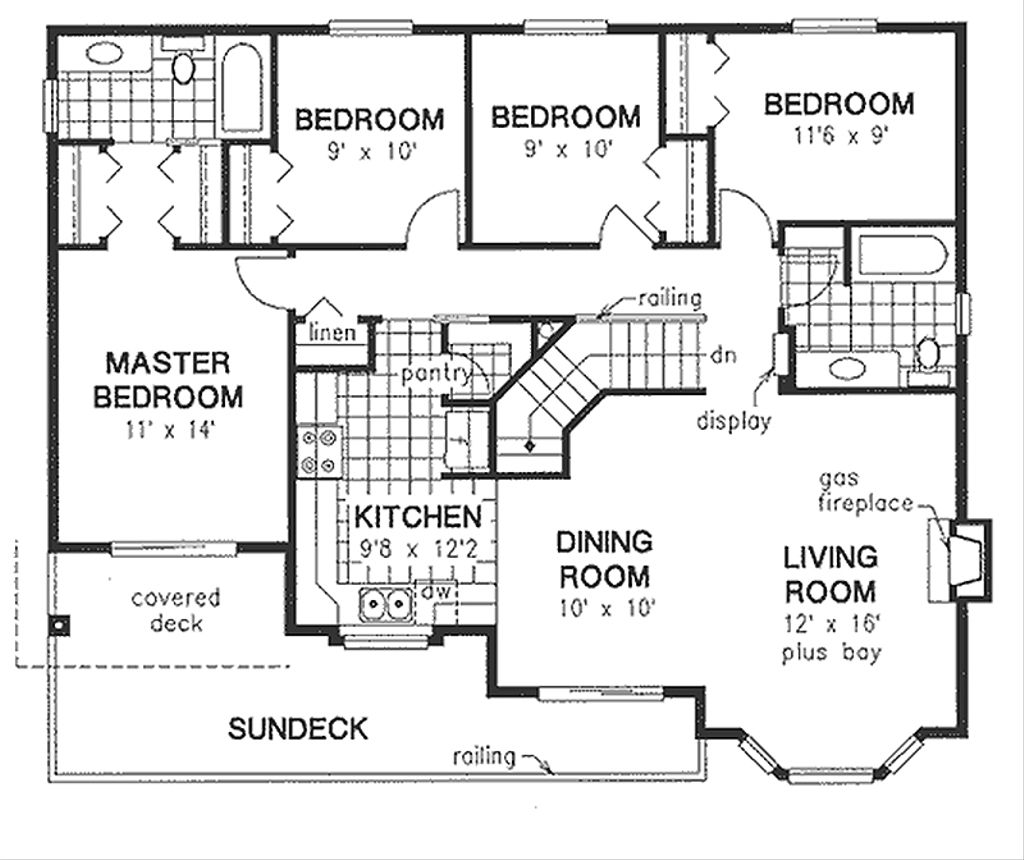 BEDROOM
9' x 10'
BEDROOM
9' x 10'
BEDROOM
11'6 x 9'
railing
linen
MASTER
BEDROOM
11' x 14'
pantry
dn
display
gas
fireplace
KITCHEN
9'8 x 12'2
DINING
ROOM
10' x 10'
LIVING
ROOM
12' x 16'
plus bay
dw
covered
deck
SUNDECK
railing